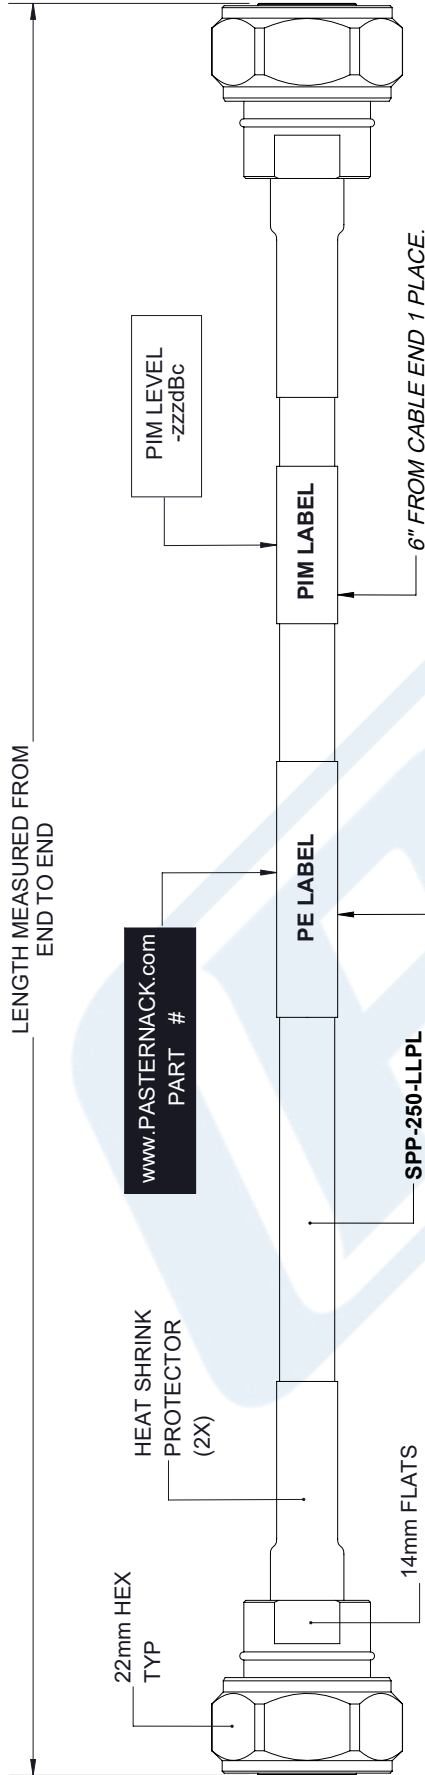 LENGTH MEASURED FROM
END TO END
22mm HEX
TYP
HEAT SHRINK
PROTECTOR
(2X)
www.PASTERNACK.com
PART #
PIM LEVEL
-zzzdBc
PE LABEL
PIM LABEL
14mm FLATS
SPP-250-LLPL
6" FROM CABLE END 1 PLACE.